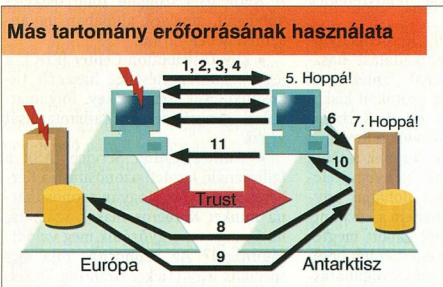 Más tartomány erőforrásának használata
1, 2, 3, 4
5. Hoppá!
6
7. Hoppá!
10
11
Trust
8
9
Európa
Antarktisz